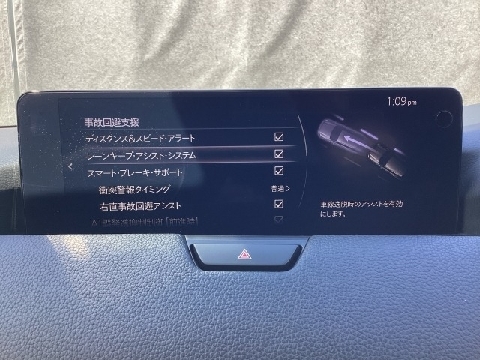 1:09 p.m.
事故回避支援
ディスタンス&スピード・アラート
レーンキープ・アシスト・システム
スマート・ブレーキ・サポート
衝突警報タイミング
普通 >
右直事故回避アシスト
車線逸脱時のアシストを有効
にします。